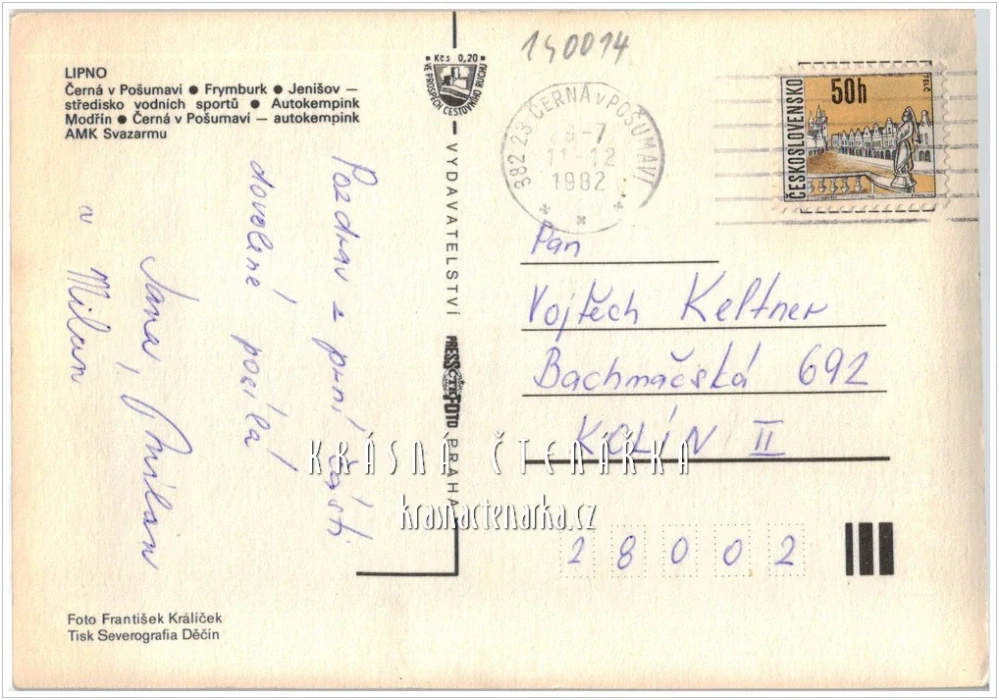 LIPNO
Černá v Pošumaví ● Frymburk ● Jenišov —
středisko vodních sportů ● Autokempink
Modřín ● Černá v Pošumaví — autokempink
AMK Svazarmu
Pozdrav z první části
dovolené posílá
Jana, Milan
a
Milan
Foto František Králíček
Tisk Severografia Děčín
Kčs 0,20
VE PROSPĚCH CESTOVNÍHO RUCHU
VYDAVATELSTVÍ PRESSFOTO PRAHA
ČTK
140014
382 23 ČERNÁ v POŠUMAVÍ
-7
11-12
1982
ČESKOSLOVENSKO
50h
TELČ
Pan
Vojtěch Keltner
Bachmačská 692
KOLÍN II
28002
KRÁSNÁ ČTENÁŘKA
krasnactenarka.cz